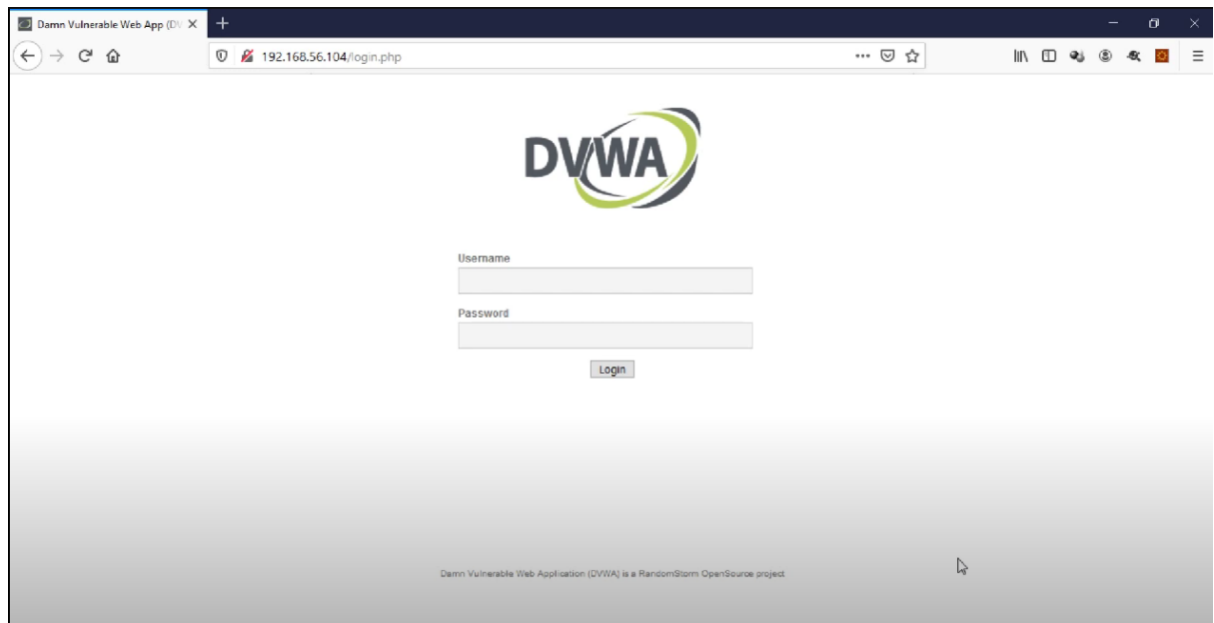 Damn Vulnerable Web App (DV
192.168.56.104/login.php
DVWA
Username
Password
Login
Damn Vulnerable Web Application (DVWA) is a RandomStorm OpenSource project